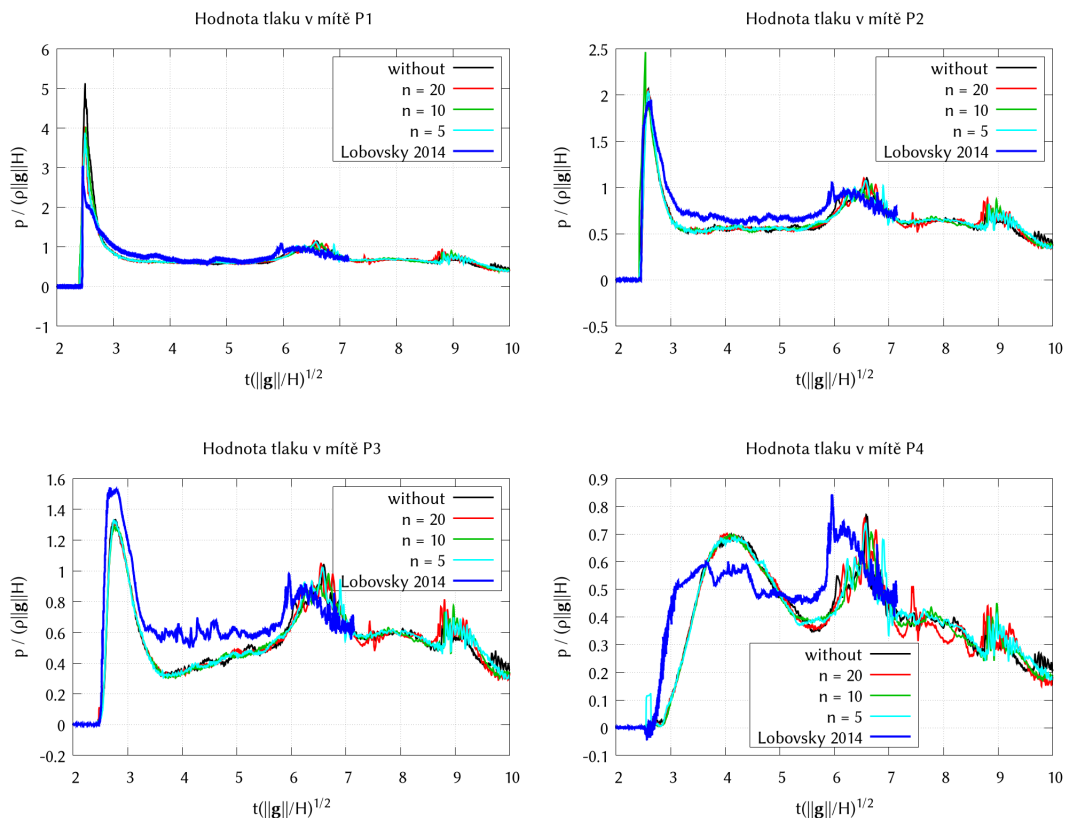 Hodnota tlaku v mítě P1
6
5
4
3
2
1
0
-1
p / (ρ||g||H)
without
n = 20
n = 10
n = 5
Lobovsky 2014
2 3 4 5 6 7 8 9 10
t(||g||/H)^1/2
Hodnota tlaku v mítě P2
2.5
2
1.5
1
0.5
0
-0.5
p / (ρ||g||H)
without
n = 20
n = 10
n = 5
Lobovsky 2014
2 3 4 5 6 7 8 9 10
t(||g||/H)^1/2
Hodnota tlaku v mítě P3
1.6
1.4
1.2
1
0.8
0.6
0.4
0.2
0
-0.2
p / (ρ||g||H)
without
n = 20
n = 10
n = 5
Lobovsky 2014
2 3 4 5 6 7 8 9 10
t(||g||/H)^1/2
Hodnota tlaku v mítě P4
0.9
0.8
0.7
0.6
0.5
0.4
0.3
0.2
0.1
0
-0.1
p / (ρ||g||H)
without
n = 20
n = 10
n = 5
Lobovsky 2014
2 3 4 5 6 7 8 9 10
t(||g||/H)^1/2